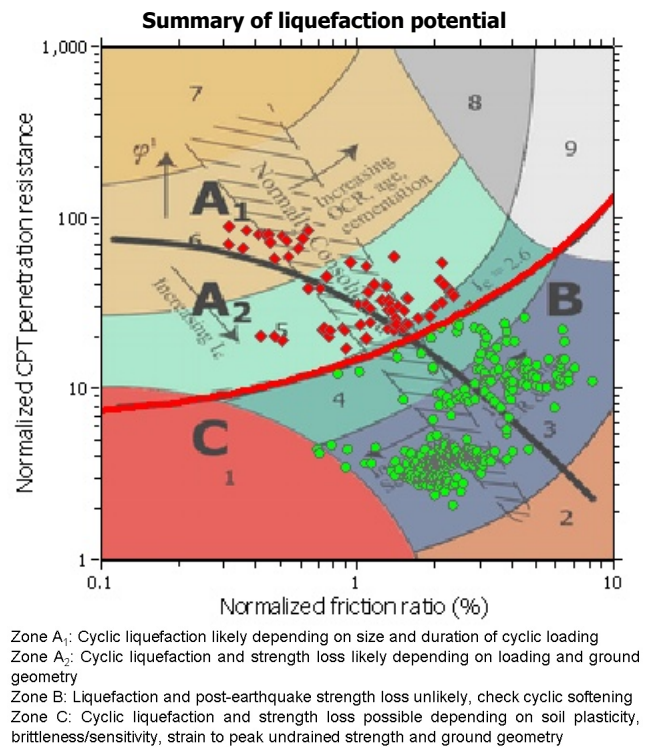 Summary of liquefaction potential
1,000
7
8
9
φ'
A1
Increasing
OCR, age,
cementation
Normally Consol
100
6
Ic = 2.6
A2
B
Increasing Ic
5
Normalized CPT penetration resistance
10
4
C
3
1
2
1
0.1
1
10
Normalized friction ratio (%)
Zone A1: Cyclic liquefaction likely depending on size and duration of cyclic loading
Zone A2: Cyclic liquefaction and strength loss likely depending on loading and ground
geometry
Zone B: Liquefaction and post-earthquake strength loss unlikely, check cyclic softening
Zone C: Cyclic liquefaction and strength loss possible depending on soil plasticity,
brittleness/sensitivity, strain to peak undrained strength and ground geometry